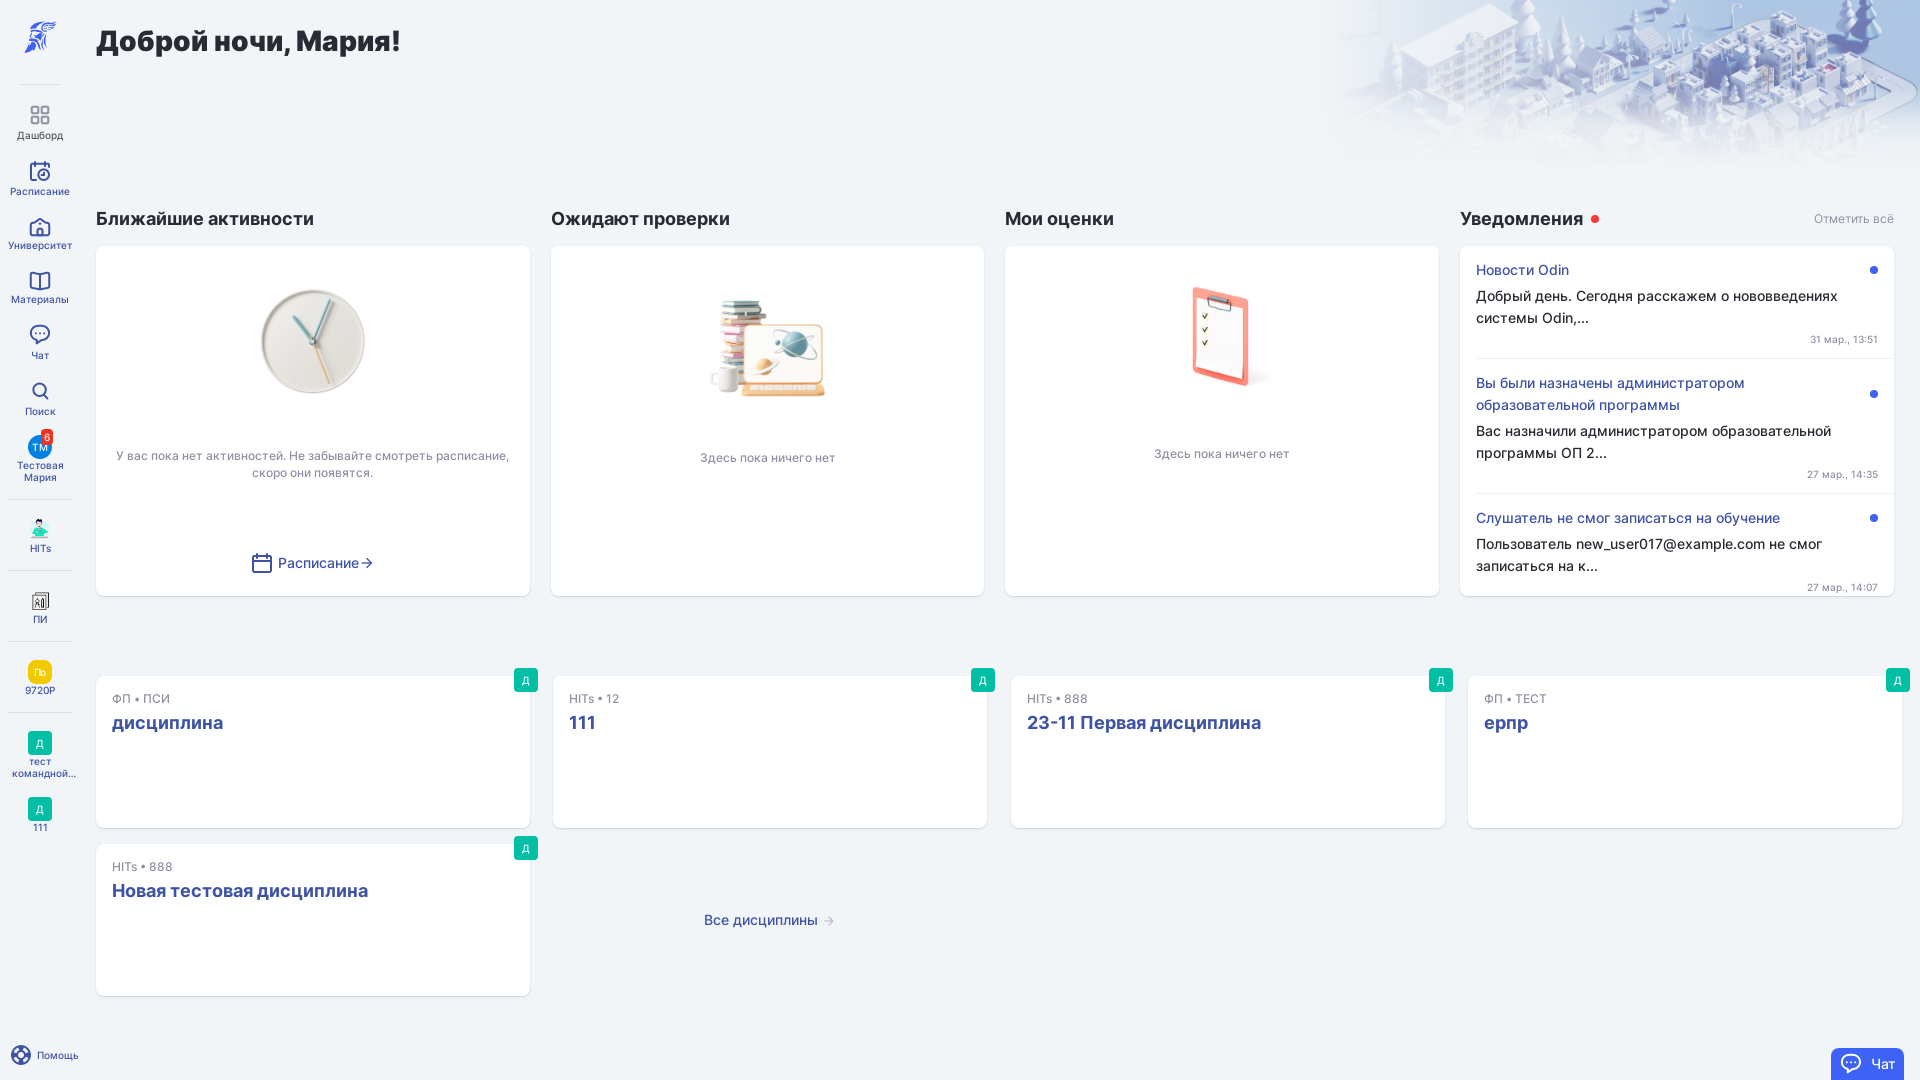 Доброй ночи, Мария!
Дашборд
Расписание
Университет
Материалы
Чат
Поиск
ТМ
6
Тестовая
Мария
HITs
ПИ
По
9720P
Д
тест
командной...
Д
111
Помощь
Ближайшие активности
У вас пока нет активностей. Не забывайте смотреть расписание,
скоро они появятся.
Расписание
Ожидают проверки
Здесь пока ничего нет
Мои оценки
Здесь пока ничего нет
Уведомления
Отметить всё
Новости Odin
Добрый день. Сегодня расскажем о нововведениях
системы Odin,...
31 мар., 13:51
Вы были назначены администратором
образовательной программы
Вас назначили администратором образовательной
программы ОП 2...
27 мар., 14:35
Слушатель не смог записаться на обучение
Пользователь new_user017@example.com не смог
записаться на к...
27 мар., 14:07
Д
ФП • ПСИ
дисциплина
Д
HITs • 12
111
Д
HITs • 888
23-11 Первая дисциплина
Д
ФП • ТЕСТ
ерпр
Д
HITs • 888
Новая тестовая дисциплина
Все дисциплины
Чат